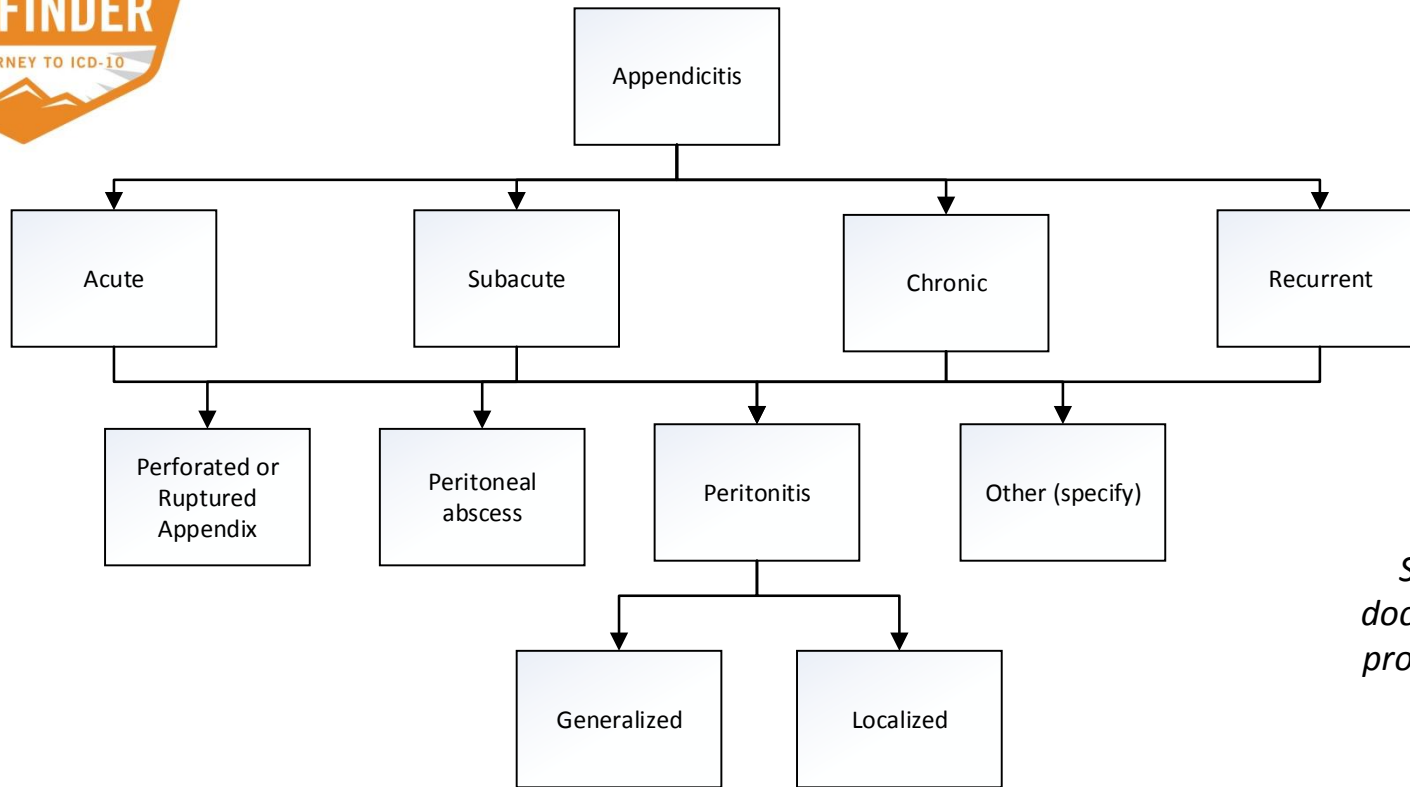 FINDER
RNEY TO ICD-10
Appendicitis
Acute
Subacute
Chronic
Recurrent
Perforated or
Ruptured
Appendix
Peritoneal
abscess
Peritonitis
Other (specify)
S
doc
pro
Generalized
Localized